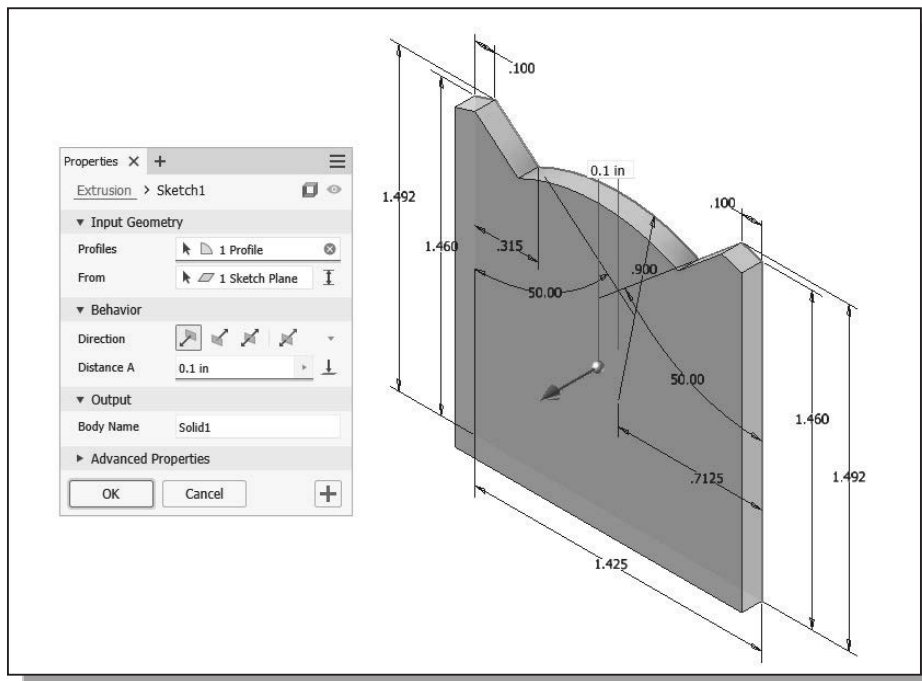 Properties × +
Extrusion > Sketch1
▼ Input Geometry
Profiles 1 Profile
From 1 Sketch Plane
▼ Behavior
Direction
Distance A 0.1 in
▼ Output
Body Name Solid1
► Advanced Properties
OK Cancel +
.100
0.1 in
1.492
.100
1.460
.315
.900
50.00
50.00
1.460
.7125
1.492
1.425